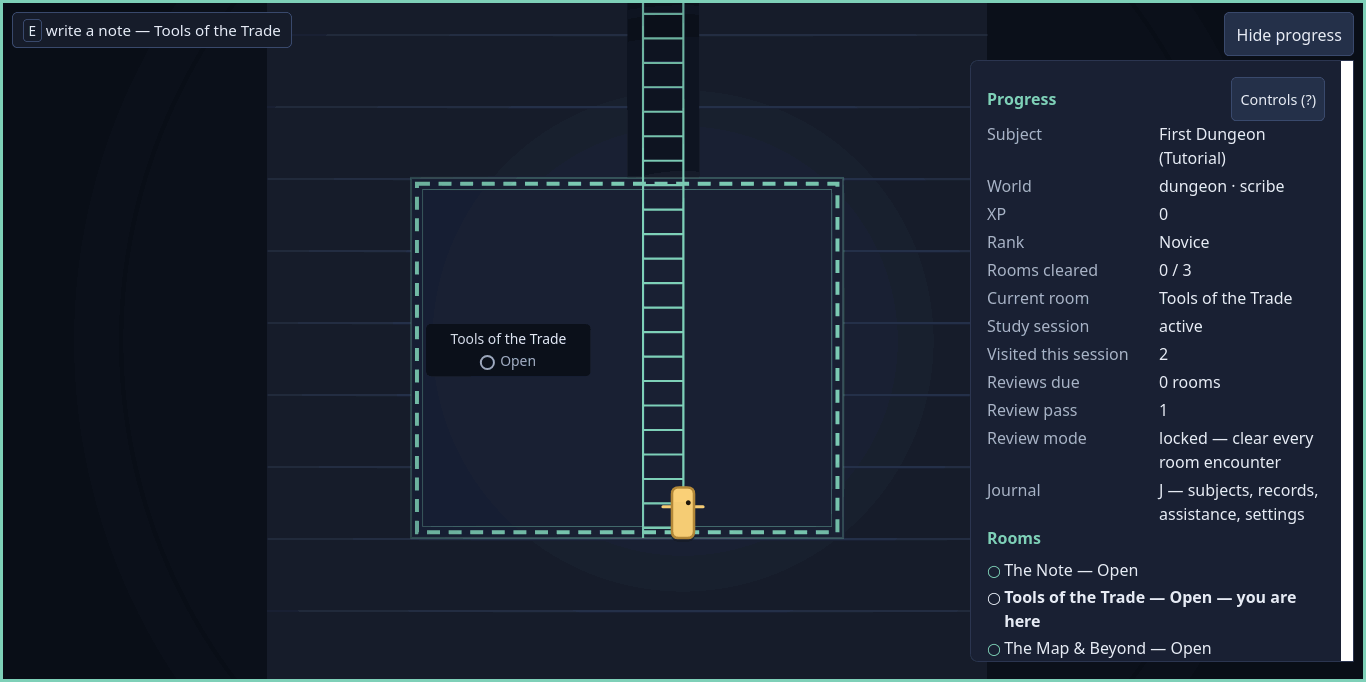 E write a note — Tools of the Trade
Hide progress
Progress
Controls (?)
Subject First Dungeon
(Tutorial)
World dungeon · scribe
XP 0
Rank Novice
Rooms cleared 0 / 3
Current room Tools of the Trade
Study session active
Visited this session 2
Reviews due 0 rooms
Review pass 1
Review mode locked — clear every
room encounter
Journal J — subjects, records,
assistance, settings
Rooms
The Note — Open
Tools of the Trade — Open — you are
here
The Map & Beyond — Open
Tools of the Trade
Open